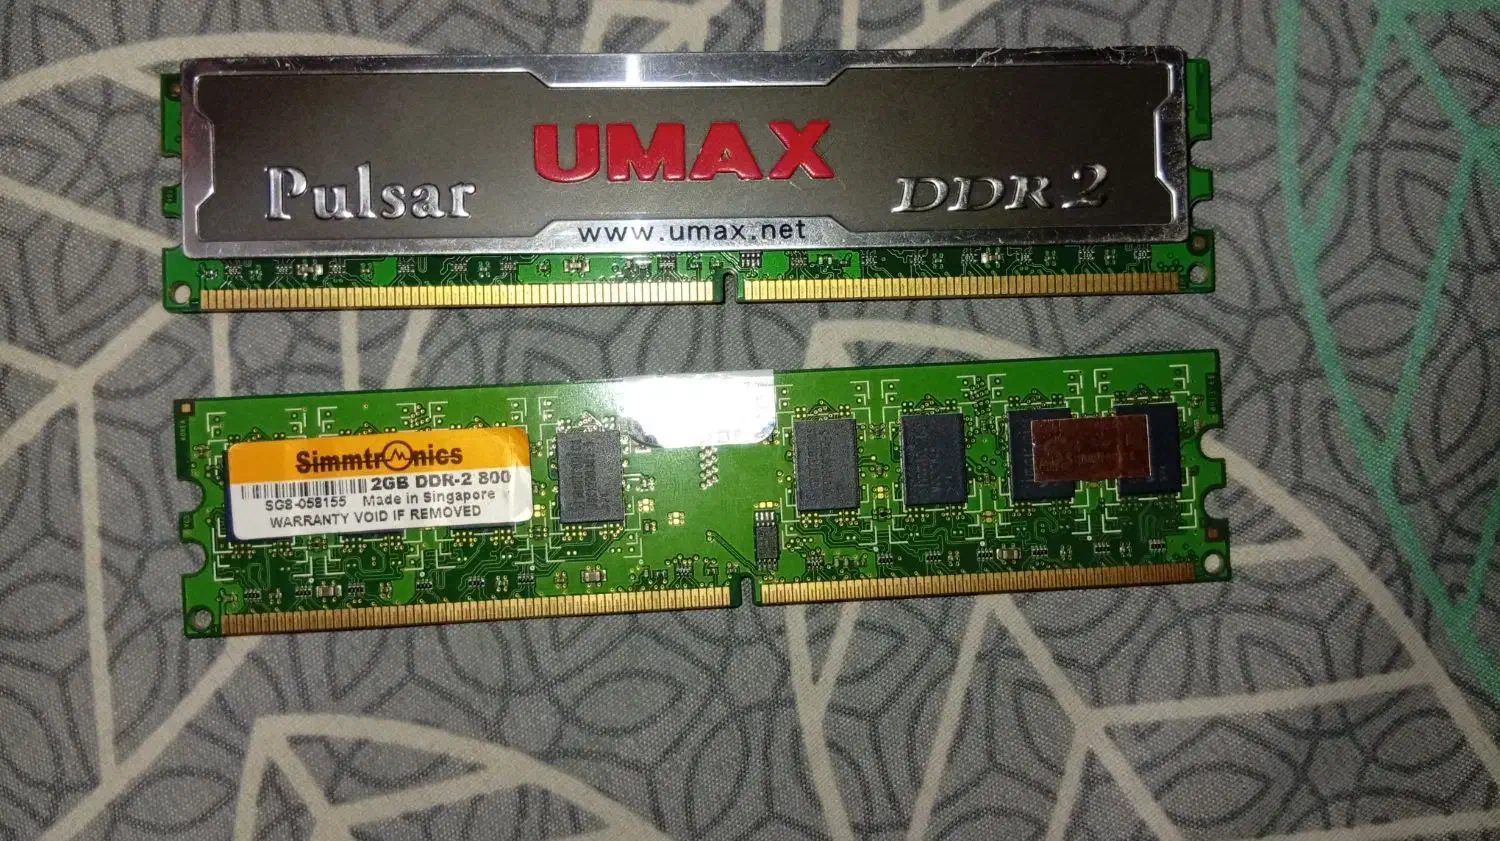 UMAX
Pulsar DDR2
www.umax.net
Simmtronics
2GB DDR-2 800
SG8-058155 Made in Singapore
WARRANTY VOID IF REMOVED